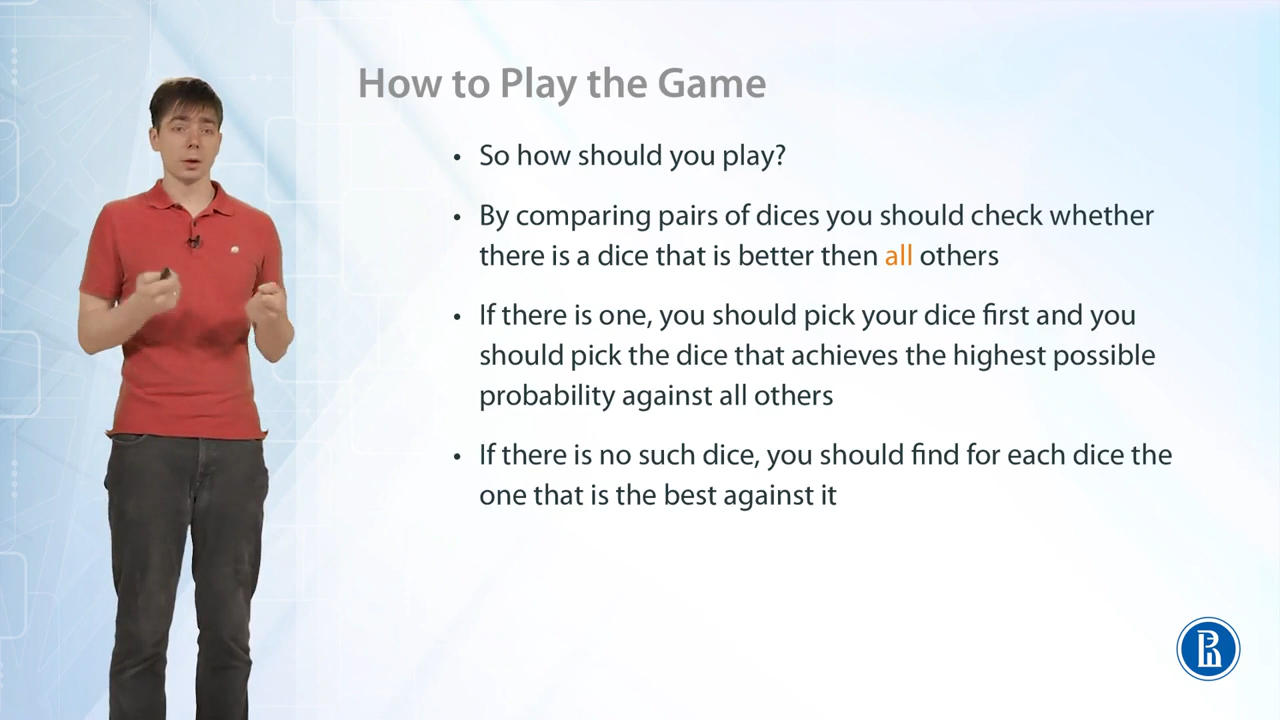 How to Play the Game
• So how should you play?
• By comparing pairs of dices you should check whether
there is a dice that is better then all others
• If there is one, you should pick your dice first and you
should pick the dice that achieves the highest possible
probability against all others
• If there is no such dice, you should find for each dice the
one that is the best against it